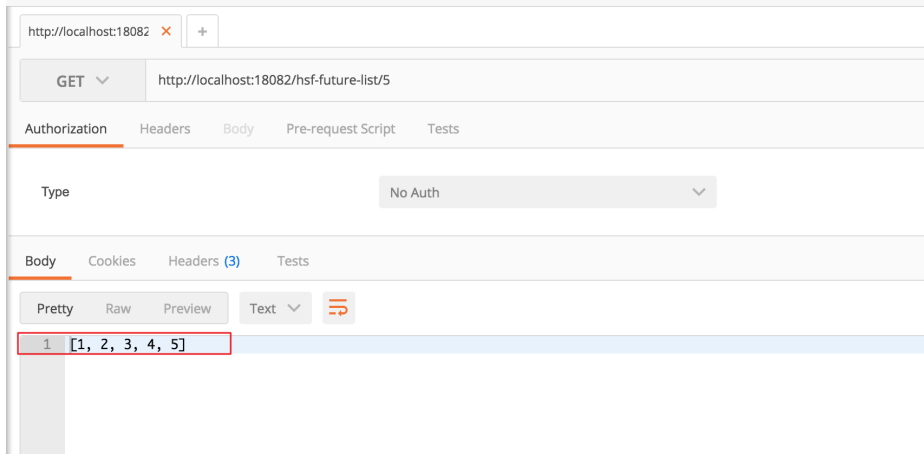 http://localhost:18082
GET http://localhost:18082/hsf-future-list/5
Authorization Headers Body Pre-request Script Tests
Type No Auth
Body Cookies Headers (3) Tests
Pretty Raw Preview Text
1 [1, 2, 3, 4, 5]